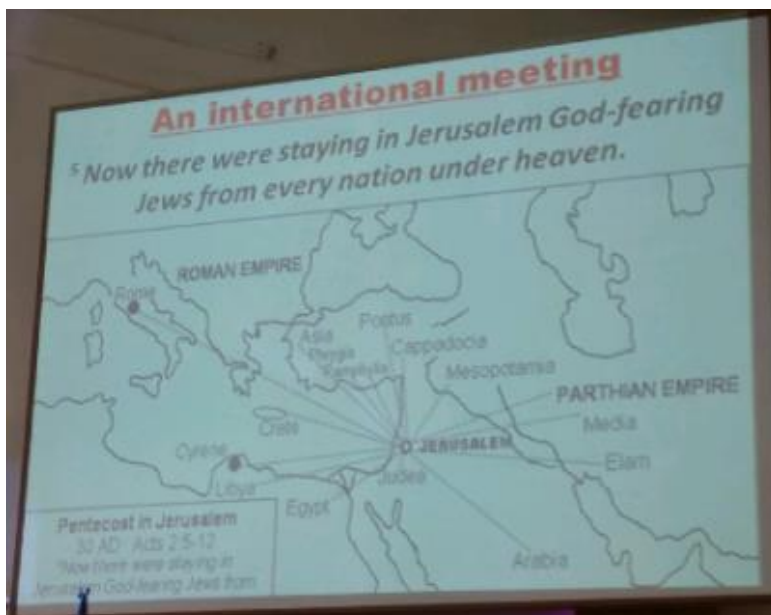 An international meeting
5 Now there were staying in Jerusalem God-fearing
Jews from every nation under heaven.
ROMAN EMPIRE
Rome
Pontus
Asia
Phrygia
Pamphylia
Cappadocia
Mesopotamia
PARTHIAN EMPIRE
Media
Crete
JERUSALEM
Cyrene
Elam
Judea
Libya
Egypt
Arabia
Pentecost in Jerusalem
30 AD Acts 2:5-12
"Now there were staying in
Jerusalem God-fearing Jews from